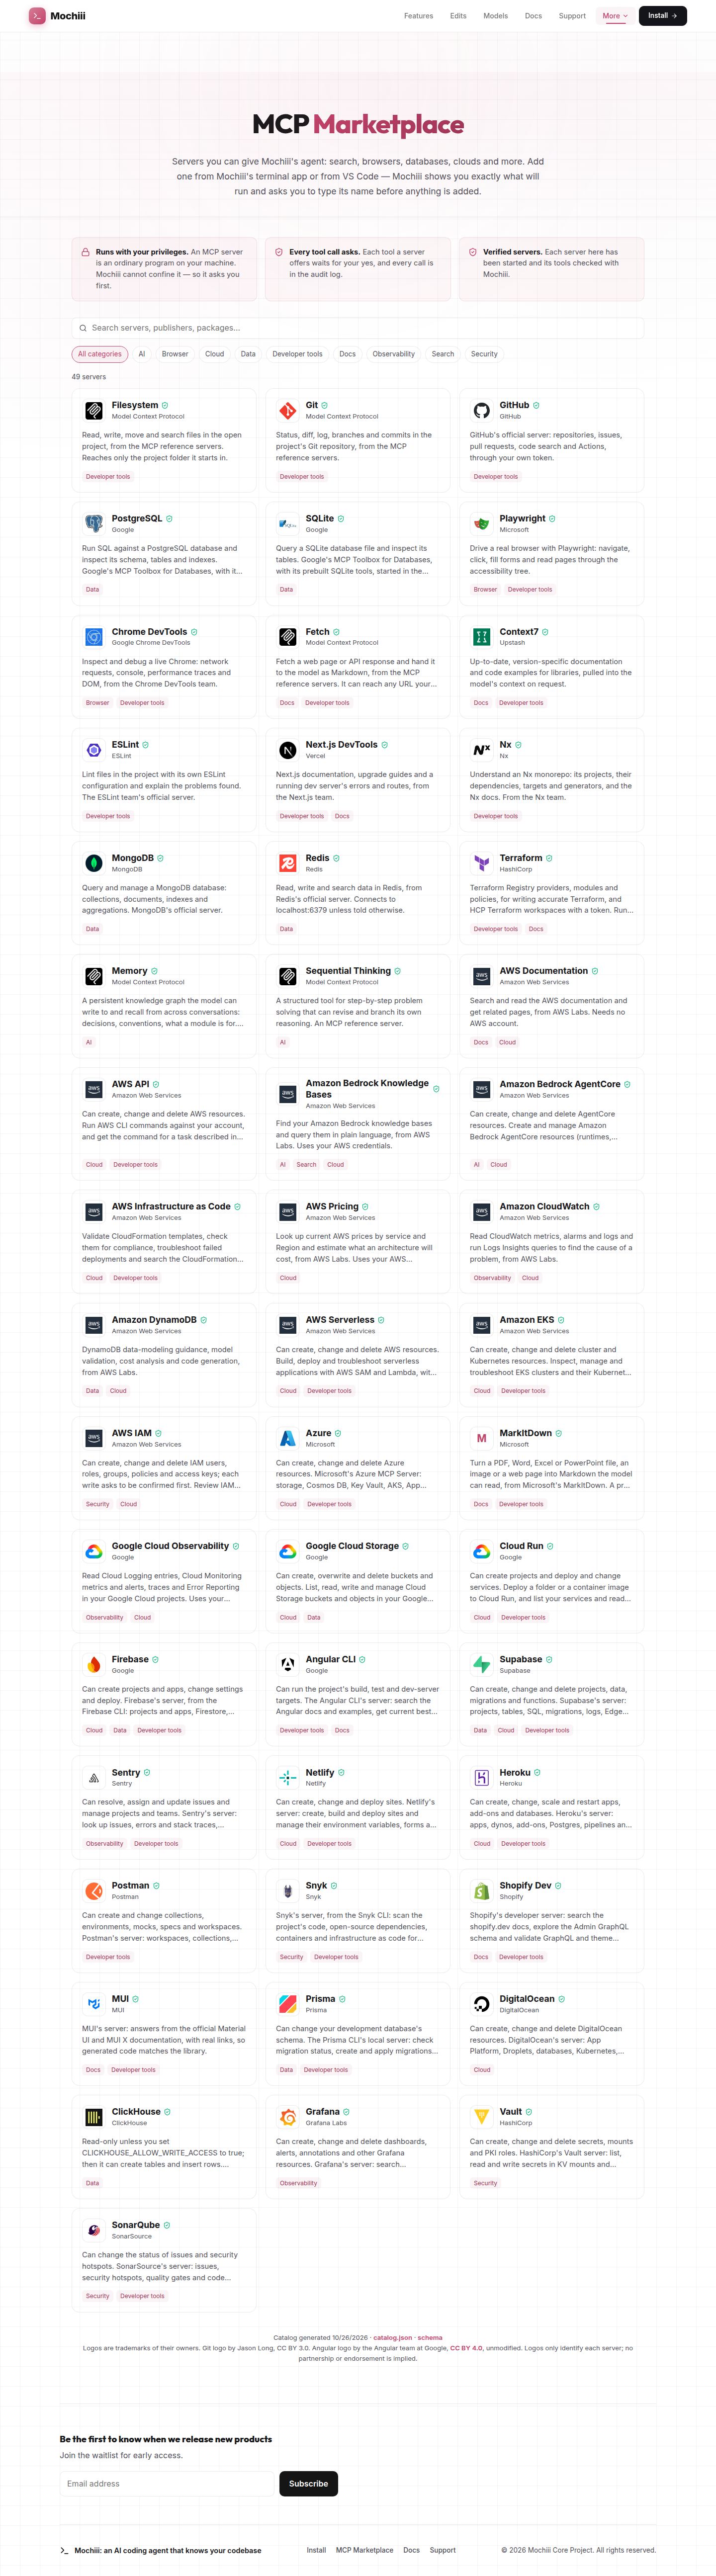 Mochiii
Features Edits Models Docs Support More Install →
MCP Marketplace
Servers you can give Mochiii's agent: search, browsers, databases, clouds and more. Add
one from Mochiii's terminal app or from VS Code — Mochiii shows you exactly what will
run and asks you to type its name before anything is added.
Runs with your privileges. An MCP server
is an ordinary program on your machine.
Mochiii cannot confine it — so it asks you
first.
Every tool call asks. Each tool a server
offers waits for your yes, and every call is
in the audit log.
Verified servers. Each server here has
been started and its tools checked with
Mochiii.
Search servers, publishers, packages...
All categories AI Browser Cloud Data Developer tools Docs Observability Search Security
49 servers
Filesystem
Model Context Protocol
Read, write, move and search files in the open
project, from the MCP reference servers.
Reaches only the project folder it starts in.
Developer tools
Git
Model Context Protocol
Status, diff, log, branches and commits in the
project's Git repository, from the MCP
reference servers.
Developer tools
GitHub
GitHub
GitHub's official server: repositories, issues,
pull requests, code search and Actions,
through your own token.
Developer tools
PostgreSQL
Google
Run SQL against a PostgreSQL database and
inspect its schema, tables and indexes.
Google's MCP Toolbox for Databases, with it...
Data
SQLite
Google
Query a SQLite database file and inspect its
tables. Google's MCP Toolbox for Databases,
with its prebuilt SQLite tools, started in the...
Data
Playwright
Microsoft
Drive a real browser with Playwright: navigate,
click, fill forms and read pages through the
accessibility tree.
Browser Developer tools
Chrome DevTools
Google Chrome DevTools
Inspect and debug a live Chrome: network
requests, console, performance traces and
DOM, from the Chrome DevTools team.
Browser Developer tools
Fetch
Model Context Protocol
Fetch a web page or API response and hand it
to the model as Markdown, from the MCP
reference servers. It can reach any URL your...
Docs Developer tools
Context7
Upstash
Up-to-date, version-specific documentation
and code examples for libraries, pulled into the
model's context on request.
Docs Developer tools
ESLint
ESLint
Lint files in the project with its own ESLint
configuration and explain the problems found.
The ESLint team's official server.
Developer tools
Next.js DevTools
Vercel
Next.js documentation, upgrade guides and a
running dev server's errors and routes, from
the Next.js team.
Developer tools Docs
Nx
Nx
Understand an Nx monorepo: its projects, their
dependencies, targets and generators, and the
Nx docs. From the Nx team.
Developer tools
MongoDB
MongoDB
Query and manage a MongoDB database:
collections, documents, indexes and
aggregations. MongoDB's official server.
Data
Redis
Redis
Read, write and search data in Redis, from
Redis's official server. Connects to
localhost:6379 unless told otherwise.
Data
Terraform
HashiCorp
Terraform Registry providers, modules and
policies, for writing accurate Terraform, and
HCP Terraform workspaces with a token. Run...
Developer tools Docs
Memory
Model Context Protocol
A persistent knowledge graph the model can
write to and recall from across conversations:
decisions, conventions, what a module is for....
AI
Sequential Thinking
Model Context Protocol
A structured tool for step-by-step problem
solving that can revise and branch its own
reasoning. An MCP reference server.
AI
AWS Documentation
Amazon Web Services
Search and read the AWS documentation and
get related pages, from AWS Labs. Needs no
AWS account.
Docs Cloud
AWS API
Amazon Web Services
Can create, change and delete AWS resources.
Run AWS CLI commands against your account,
and get the command for a task described in...
Cloud Developer tools
Amazon Bedrock Knowledge
Bases
Amazon Web Services
Find your Amazon Bedrock knowledge bases
and query them in plain language, from AWS
Labs. Uses your AWS credentials.
AI Search Cloud
Amazon Bedrock AgentCore
Amazon Web Services
Can create, change and delete AgentCore
resources. Create and manage Amazon
Bedrock AgentCore resources (runtimes,...
AI Cloud
AWS Infrastructure as Code
Amazon Web Services
Validate CloudFormation templates, check
them for compliance, troubleshoot failed
deployments and search the CloudFormation...
Cloud Developer tools
AWS Pricing
Amazon Web Services
Look up current AWS prices by service and
Region and estimate what an architecture will
cost, from AWS Labs. Uses your AWS...
Cloud
Amazon CloudWatch
Amazon Web Services
Read CloudWatch metrics, alarms and logs and
run Logs Insights queries to find the cause of a
problem, from AWS Labs.
Observability Cloud
Amazon DynamoDB
Amazon Web Services
DynamoDB data-modeling guidance, model
validation, cost analysis and code generation,
from AWS Labs.
Data Cloud
AWS Serverless
Amazon Web Services
Can create, change and delete AWS resources.
Build, deploy and troubleshoot serverless
applications with AWS SAM and Lambda, wit...
Cloud Developer tools
Amazon EKS
Amazon Web Services
Can create, change and delete cluster and
Kubernetes resources. Inspect, manage and
troubleshoot EKS clusters and their Kubernet...
Cloud Developer tools
AWS IAM
Amazon Web Services
Can create, change and delete IAM users,
roles, groups, policies and access keys; each
write asks to be confirmed first. Review IAM...
Security Cloud
Azure
Microsoft
Can create, change and delete Azure
resources. Microsoft's Azure MCP Server:
storage, Cosmos DB, Key Vault, AKS, App...
Cloud Developer tools
M
MarkItDown
Microsoft
Turn a PDF, Word, Excel or PowerPoint file, an
image or a web page into Markdown the model
can read, from Microsoft's MarkItDown. A pr...
Docs Developer tools
Google Cloud Observability
Google
Read Cloud Logging entries, Cloud Monitoring
metrics and alerts, traces and Error Reporting
in your Google Cloud projects. Uses your...
Observability Cloud
Google Cloud Storage
Google
Can create, overwrite and delete buckets and
objects. List, read, write and manage Cloud
Storage buckets and objects in your Google...
Cloud Data
Cloud Run
Google
Can create projects and deploy and change
services. Deploy a folder or a container image
to Cloud Run, and list your services and read...
Cloud Developer tools
Firebase
Google
Can create projects and apps, change settings
and deploy. Firebase's server, from the
Firebase CLI: projects and apps, Firestore,...
Cloud Data Developer tools
Angular CLI
Google
Can run the project's build, test and dev-server
targets. The Angular CLI's server: search the
Angular docs and examples, get current best...
Developer tools Docs
Supabase
Supabase
Can create, change and delete projects, data,
migrations and functions. Supabase's server:
projects, tables, SQL, migrations, logs, Edge...
Data Cloud Developer tools
Sentry
Sentry
Can resolve, assign and update issues and
manage projects and teams. Sentry's server:
look up issues, errors and stack traces,...
Observability Developer tools
Netlify
Netlify
Can create, change and deploy sites. Netlify's
server: create, build and deploy sites and
manage their environment variables, forms a...
Cloud Developer tools
Heroku
Heroku
Can create, change, scale and restart apps,
add-ons and databases. Heroku's server:
apps, dynos, add-ons, Postgres, pipelines an...
Cloud Developer tools
Postman
Postman
Can create and change collections,
environments, mocks, specs and workspaces.
Postman's server: workspaces, collections,...
Developer tools
Snyk
Snyk
Snyk's server, from the Snyk CLI: scan the
project's code, open-source dependencies,
containers and infrastructure as code for...
Security Developer tools
Shopify Dev
Shopify
Shopify's developer server: search the
shopify.dev docs, explore the Admin GraphQL
schema and validate GraphQL and theme...
Docs Developer tools
MUI
MUI
MUI's server: answers from the official Material
UI and MUI X documentation, with real links, so
generated code matches the library.
Docs Developer tools
Prisma
Prisma
Can change your development database's
schema. The Prisma CLI's local server: check
migration status, create and apply migrations...
Data Developer tools
DigitalOcean
DigitalOcean
Can create, change and delete DigitalOcean
resources. DigitalOcean's server: App
Platform, Droplets, databases, Kubernetes,...
Cloud
ClickHouse
ClickHouse
Read-only unless you set
CLICKHOUSE_ALLOW_WRITE_ACCESS to true;
then it can create tables and insert rows....
Data
Grafana
Grafana Labs
Can create, change and delete dashboards,
alerts, annotations and other Grafana
resources. Grafana's server: search...
Observability
Vault
HashiCorp
Can create, change and delete secrets, mounts
and PKI roles. HashiCorp's Vault server: list,
read and write secrets in KV mounts and...
Security
SonarQube
SonarSource
Can change the status of issues and security
hotspots. SonarSource's server: issues,
security hotspots, quality gates and code...
Security Developer tools
Catalog generated 10/26/2026 · catalog.json · schema
Logos are trademarks of their owners. Git logo by Jason Long, CC BY 3.0. Angular logo by the Angular team at Google, CC BY 4.0, unmodified. Logos only identify each server; no
partnership or endorsement is implied.
Be the first to know when we release new products
Join the waitlist for early access.
Email address Subscribe
Mochiii: an AI coding agent that knows your codebase Install MCP Marketplace Docs Support © 2026 Mochiii Core Project. All rights reserved.